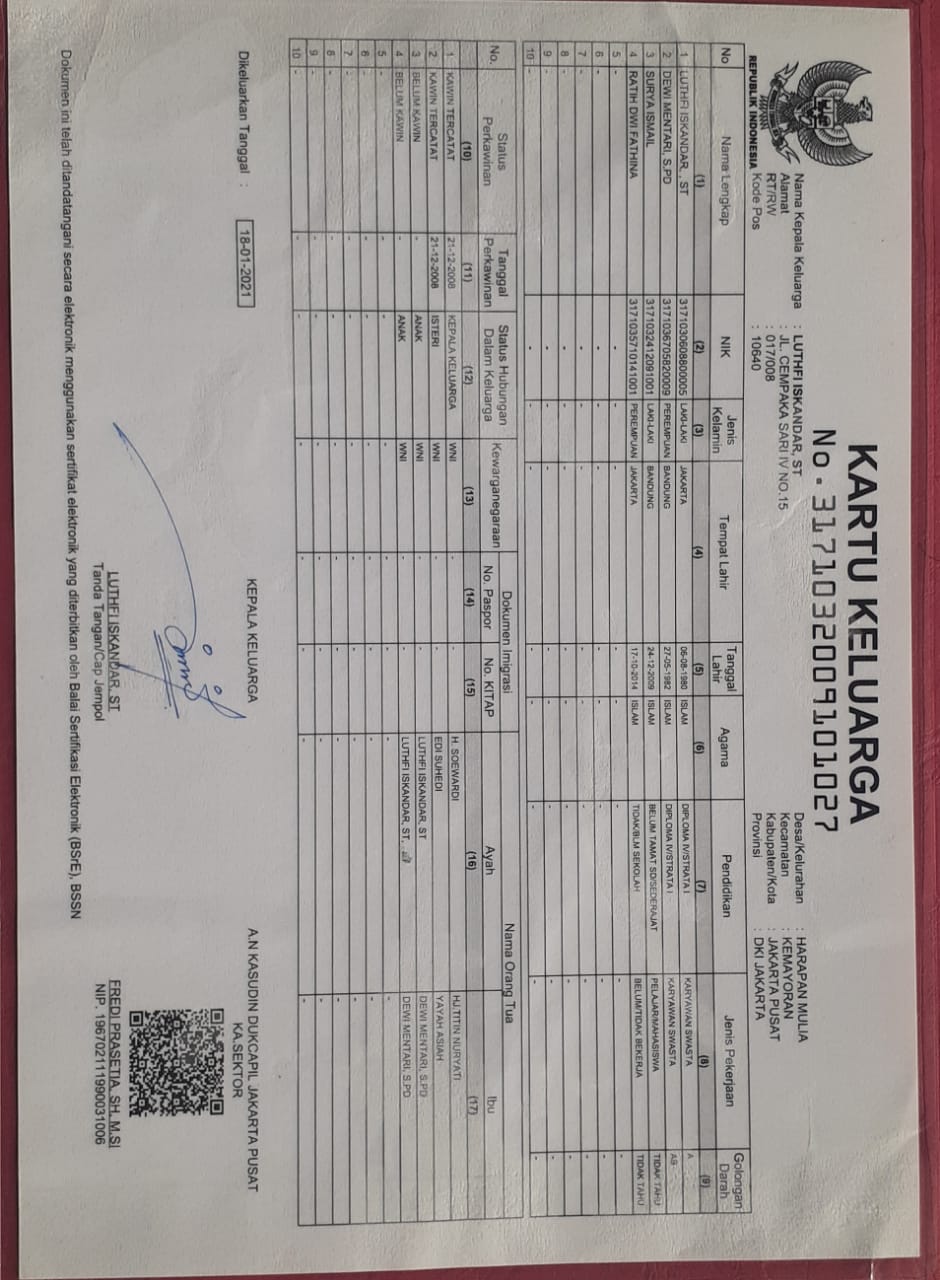 KARTU KELUARGA
No. 3171032009101027
REPUBLIK INDONESIA
Nama Kepala Keluarga : LUTHFI ISKANDAR, ST
Alamat : JL. CEMPAKA SARI IV NO.15
RT/RW : 017/008
Kode Pos : 10640
Desa/Kelurahan : HARAPAN MULIA
Kecamatan : KEMAYORAN
Kabupaten/Kota : JAKARTA PUSAT
Provinsi : DKI JAKARTA
No Nama Lengkap NIK Jenis Kelamin Tempat Lahir Tanggal Lahir Agama Pendidikan Jenis Pekerjaan Golongan Darah
(1) (2) (3) (4) (5) (6) (7) (8) (9)
1 LUTHFI ISKANDAR, , ST 3171030608800005 LAKI-LAKI JAKARTA 06-08-1980 ISLAM DIPLOMA IV/STRATA I KARYAWAN SWASTA A
2 DEWI MENTARI, S.PD 3171036705820009 PEREMPUAN BANDUNG 27-05-1982 ISLAM DIPLOMA IV/STRATA I KARYAWAN SWASTA AB
3 SURYA ISMAIL 3171032412091001 LAKI-LAKI BANDUNG 24-12-2009 ISLAM BELUM TAMAT SD/SEDERAJAT PELAJAR/MAHASISWA TIDAK TAHU
4 RATIH DWI FATHINA 3171035710141001 PEREMPUAN JAKARTA 17-10-2014 ISLAM TIDAK/BLM SEKOLAH BELUM/TIDAK BEKERJA TIDAK TAHU
5 - - - - - - - - -
6 - - - - - - - - -
7 - - - - - - - - -
8 - - - - - - - - -
9 - - - - - - - - -
10 - - - - - - - - -
No. Status Perkawinan Tanggal Perkawinan Status Hubungan Dalam Keluarga Kewarganegaraan Dokumen Imigrasi Nama Orang Tua
No. Paspor No. KITAP Ayah Ibu
(10) (11) (12) (13) (14) (15) (16) (17)
1 KAWIN TERCATAT 21-12-2008 KEPALA KELUARGA WNI - - H. SOEWARDI HJ.TITIN NURYATI
2 KAWIN TERCATAT 21-12-2008 ISTERI WNI - - EDI SUHEDI YAYAH ASIAH
3 BELUM KAWIN - ANAK WNI - - LUTHFI ISKANDAR, ST DEWI MENTARI, S.PD
4 BELUM KAWIN - ANAK WNI - - LUTHFI ISKANDAR, ST. DEWI MENTARI, S.PD
5 - - - - - - - -
6 - - - - - - - -
7 - - - - - - - -
8 - - - - - - - -
9 - - - - - - - -
10 - - - - - - - -
Dikeluarkan Tanggal : 18-01-2021
KEPALA KELUARGA
LUTHFI ISKANDAR, ST
Tanda Tangan/Cap Jempol
A.N KASUDIN DUKCAPIL JAKARTA PUSAT
KA.SEKTOR
FREDI PRASETIA, SH, M.SI
NIP. 196702111990031006
Dokumen ini telah ditandatangani secara elektronik menggunakan sertifikat elektronik yang diterbitkan oleh Balai Sertifikasi Elektronik (BSrE), BSSN